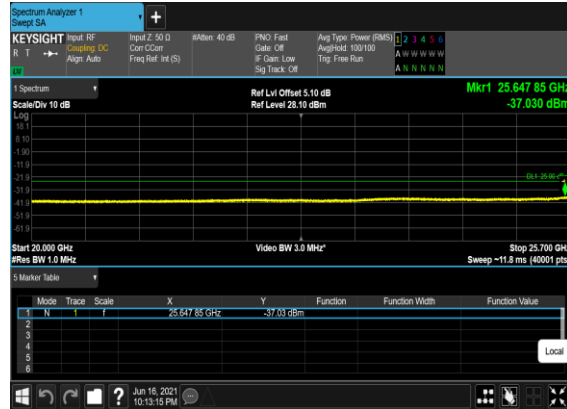 Spectrum Analyzer 1
Swept SA
+
KEYSIGHT Input: RF Input Z: 50 Ω #Atten: 40 dB PNO: Fast Avg Type: Power (RMS) 1 2 3 4 5 6
R T Coupling: DC Corr CCorr Gate: Off Avg|Hold: 100/100 A W W W W W
Align: Auto Freq Ref: Int (S) IF Gain: Low Trig: Free Run
Sig Track: Off A N N N N N
1 Spectrum Ref Lvl Offset 5.10 dB Mkr1 25.647 85 GHz
Scale/Div 10 dB Ref Level 28.10 dBm -37.030 dBm
Log
18.1
8.10
-1.90
-11.9
-21.9
-31.9
-41.9
-51.9
-61.9
Start 20.000 GHz Video BW 3.0 MHz* Stop 25.700 GHz
#Res BW 1.0 MHz Sweep ~11.8 ms (40001 pts)
5 Marker Table
Mode Trace Scale X Y Function Function Width Function Value
1 N 1 f 25.647 85 GHz -37.03 dBm
2
3
4
5
6
Local
? Jun 16, 2021
10:13:15 PM